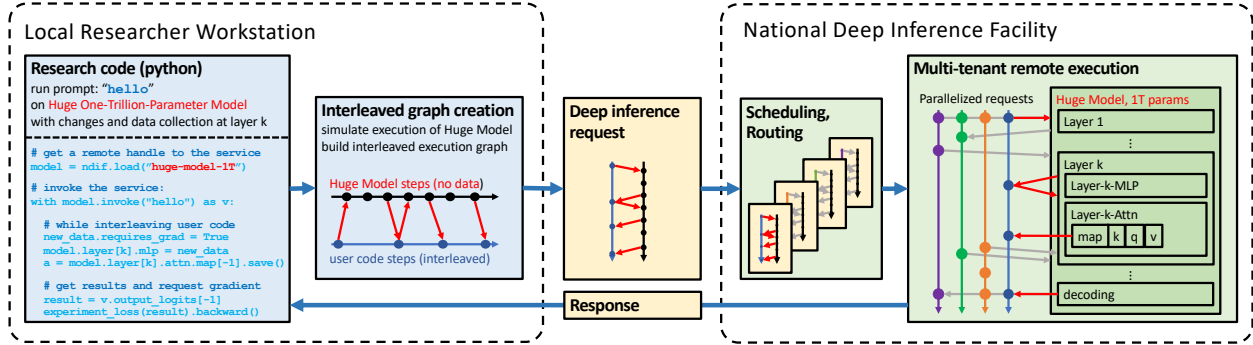 Local Researcher Workstation
Research code (python)
run prompt: “hello”
on Huge One-Trillion-Parameter Model
with changes and data collection at layer k
# get a remote handle to the service
model = ndif.load(”huge-model-1T”)
# invoke the service:
with model.invoke("hello") as v:
# while interleaving user code
new_data.requires_grad = True
model.layer[k].mlp = new_data
a = model.layer[k].attn.map[-1].save()
# get results and request gradient
result = v.output_logits[-1]
experiment_loss(result).backward()
Interleaved graph creation
simulate execution of Huge Model
build interleaved execution graph
Huge Model steps (no data)
user code steps (interleaved)
Deep inference
request
Response
National Deep Inference Facility
Scheduling,
Routing
Multi-tenant remote execution
Parallelized requests
Huge Model, 1T params
Layer 1
...
Layer k
Layer-k-MLP
Layer-k-Attn
map k q v
...
decoding